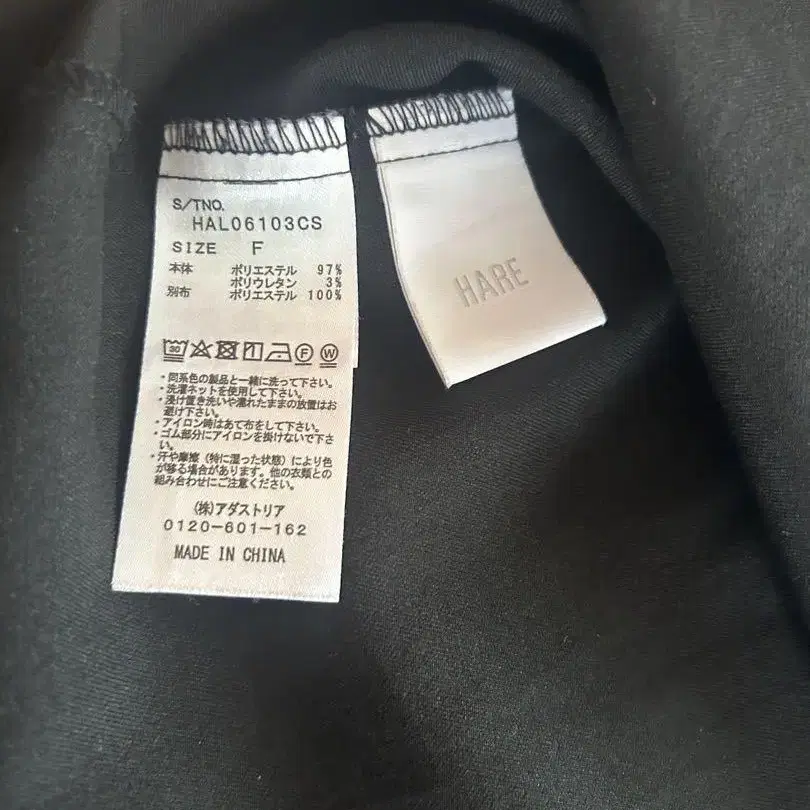 S/TNO.
HAL06103CS
SIZE F
本体 ポリエステル 97%
ポリウレタン 3%
別布 ポリエステル 100%
30 F W
・同系色の製品と一緒に洗って下さい。
・洗濯ネットを使用して下さい。
・浸け置き洗いや濡れたままの放置はお
避け下さい。
・アイロン時はあて布をして下さい。
・ゴム部分にアイロンを掛けないで下さ
い。
・汗や摩擦（特に湿った状態）により色
が移る場合があります。他の衣類との
組み合わせにご注意ください。
(株)アダストリア
0120-601-162
MADE IN CHINA
HARE